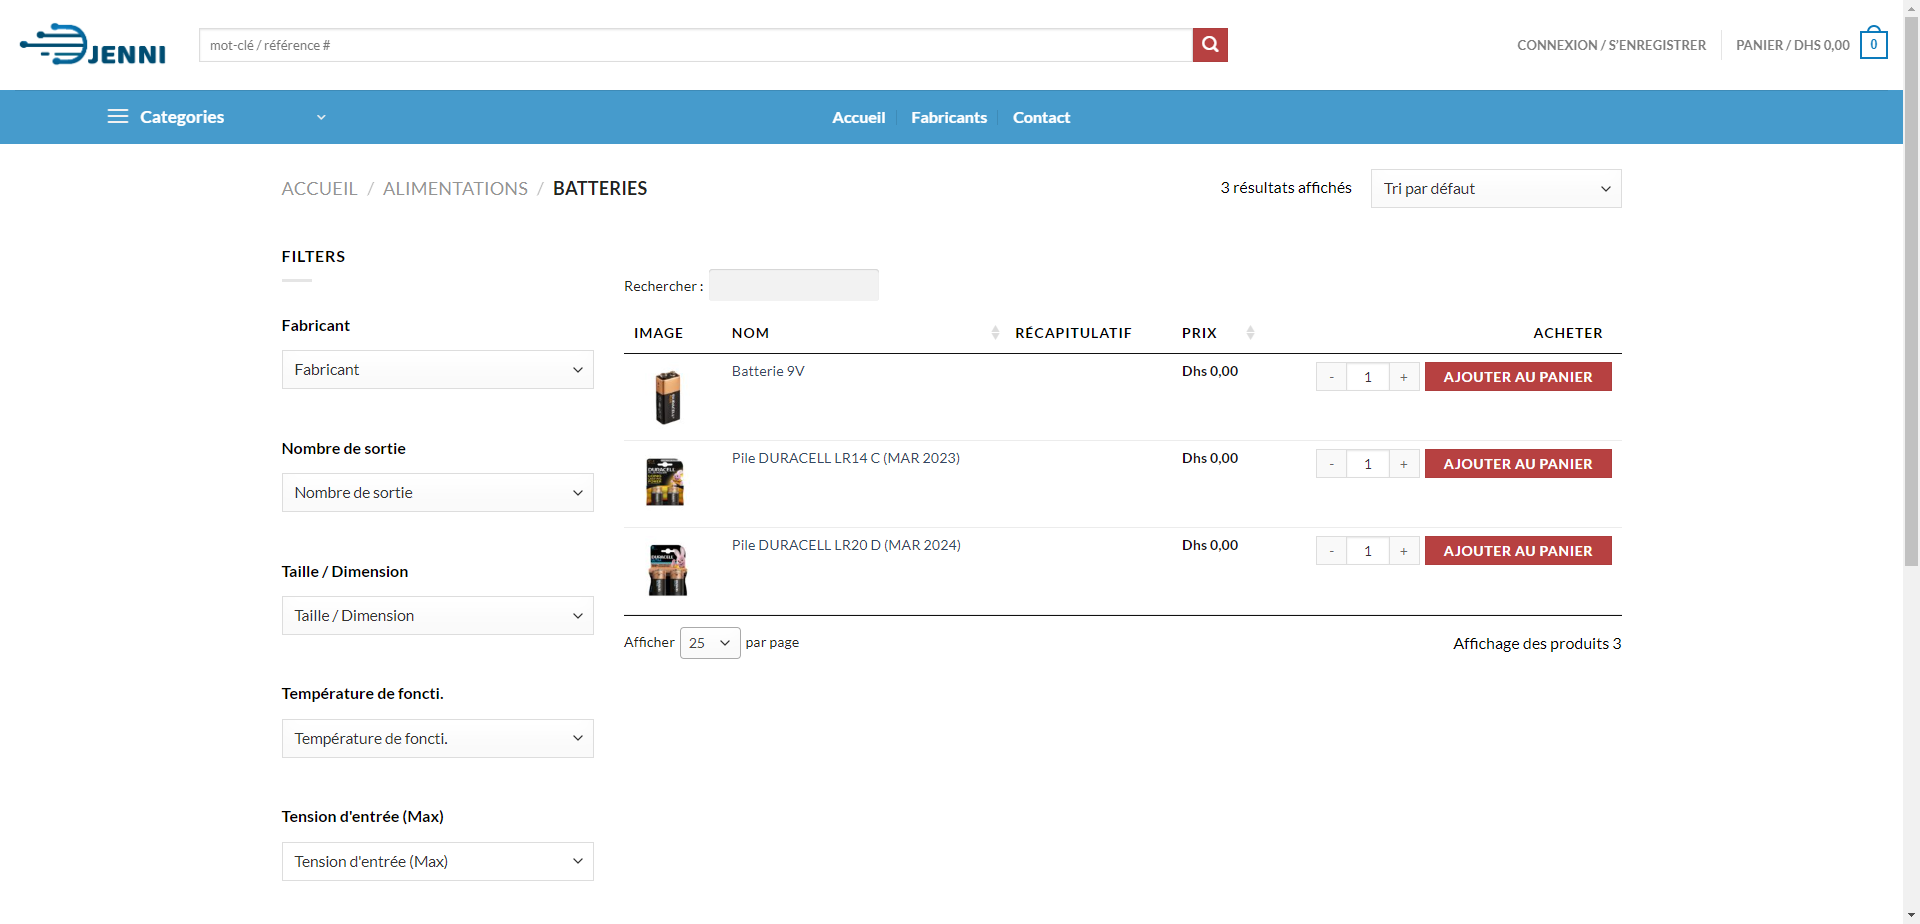 JENNI
mot-clé / référence #
CONNEXION / S'ENREGISTRER
PANIER / DHS 0,00
0
Categories
Accueil
Fabricants
Contact
ACCUEIL / ALIMENTATIONS / BATTERIES
3 résultats affichés
Tri par défaut
FILTERS
Fabricant
Fabricant
Nombre de sortie
Nombre de sortie
Taille / Dimension
Taille / Dimension
Température de foncti.
Température de foncti.
Tension d'entrée (Max)
Tension d'entrée (Max)
Rechercher :
IMAGE NOM RÉCAPITULATIF PRIX ACHETER
DURACELL
Batterie 9V Dhs 0,00 - 1 + AJOUTER AU PANIER
DURACELL
Pile DURACELL LR14 C (MAR 2023) Dhs 0,00 - 1 + AJOUTER AU PANIER
DURACELL
Pile DURACELL LR20 D (MAR 2024) Dhs 0,00 - 1 + AJOUTER AU PANIER
Afficher 25 par page
Affichage des produits 3